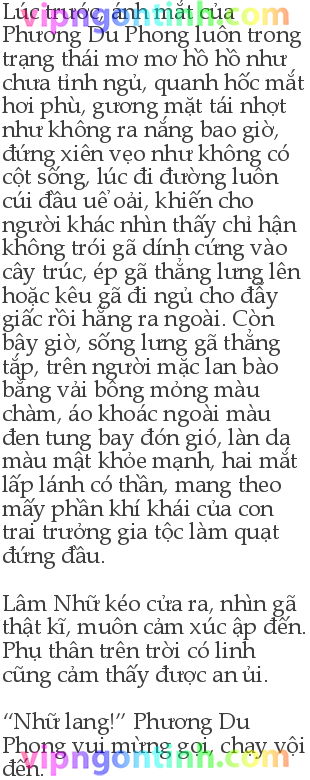 vipngontinh.com
Lúc trước, ánh mắt của
Phương Du Phong luôn trong
trạng thái mơ mơ hồ hồ như
chưa tỉnh ngủ, quanh hốc mắt
hơi phù, gương mặt tái nhợt
như không ra nắng bao giờ,
đứng xiên vẹo như không có
cột sống, lúc đi đường luôn
cúi đầu uể oải, khiến cho
người khác nhìn thấy chỉ hận
không trói gã dính cứng vào
cây trúc, ép gã thẳng lưng lên
hoặc kêu gã đi ngủ cho đẫy
giấc rồi hẵng ra ngoài. Còn
bây giờ, sống lưng gã thẳng
tắp, trên người mặc lan bào
bằng vải bông mỏng màu
chàm, áo khoác ngoài màu
đen tung bay đón gió, làn da
màu mật khỏe mạnh, hai mắt
lấp lánh có thần, mang theo
mấy phần khí khái của con
trai trưởng gia tộc làm quạt
đứng đầu.
Lâm Nhữ kéo cửa ra, nhìn gã
thật kĩ, muôn cảm xúc ập đến.
Phụ thân trên trời có linh
cũng cảm thấy được an ủi.
“Nhữ lang!” Phương Du
Phong vui mừng gọi, chạy vội
đến.
vipngontinh.com